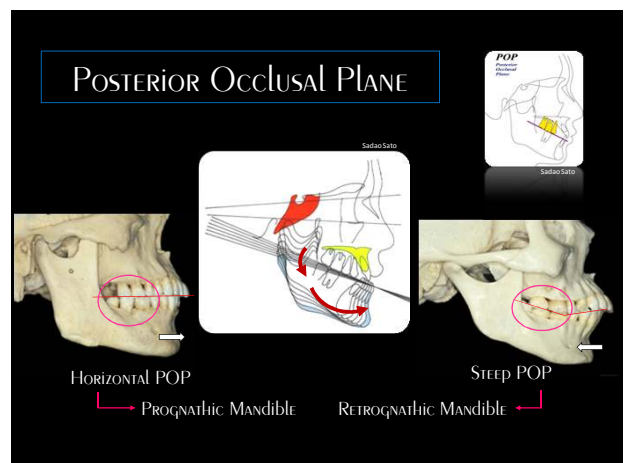 Posterior Occlusal Plane
POP
Posterior
Occlusal
Plane
Sadao Sato
Sadao Sato
Horizontal POP
Steep POP
Prognathic Mandible
Retrognathic Mandible